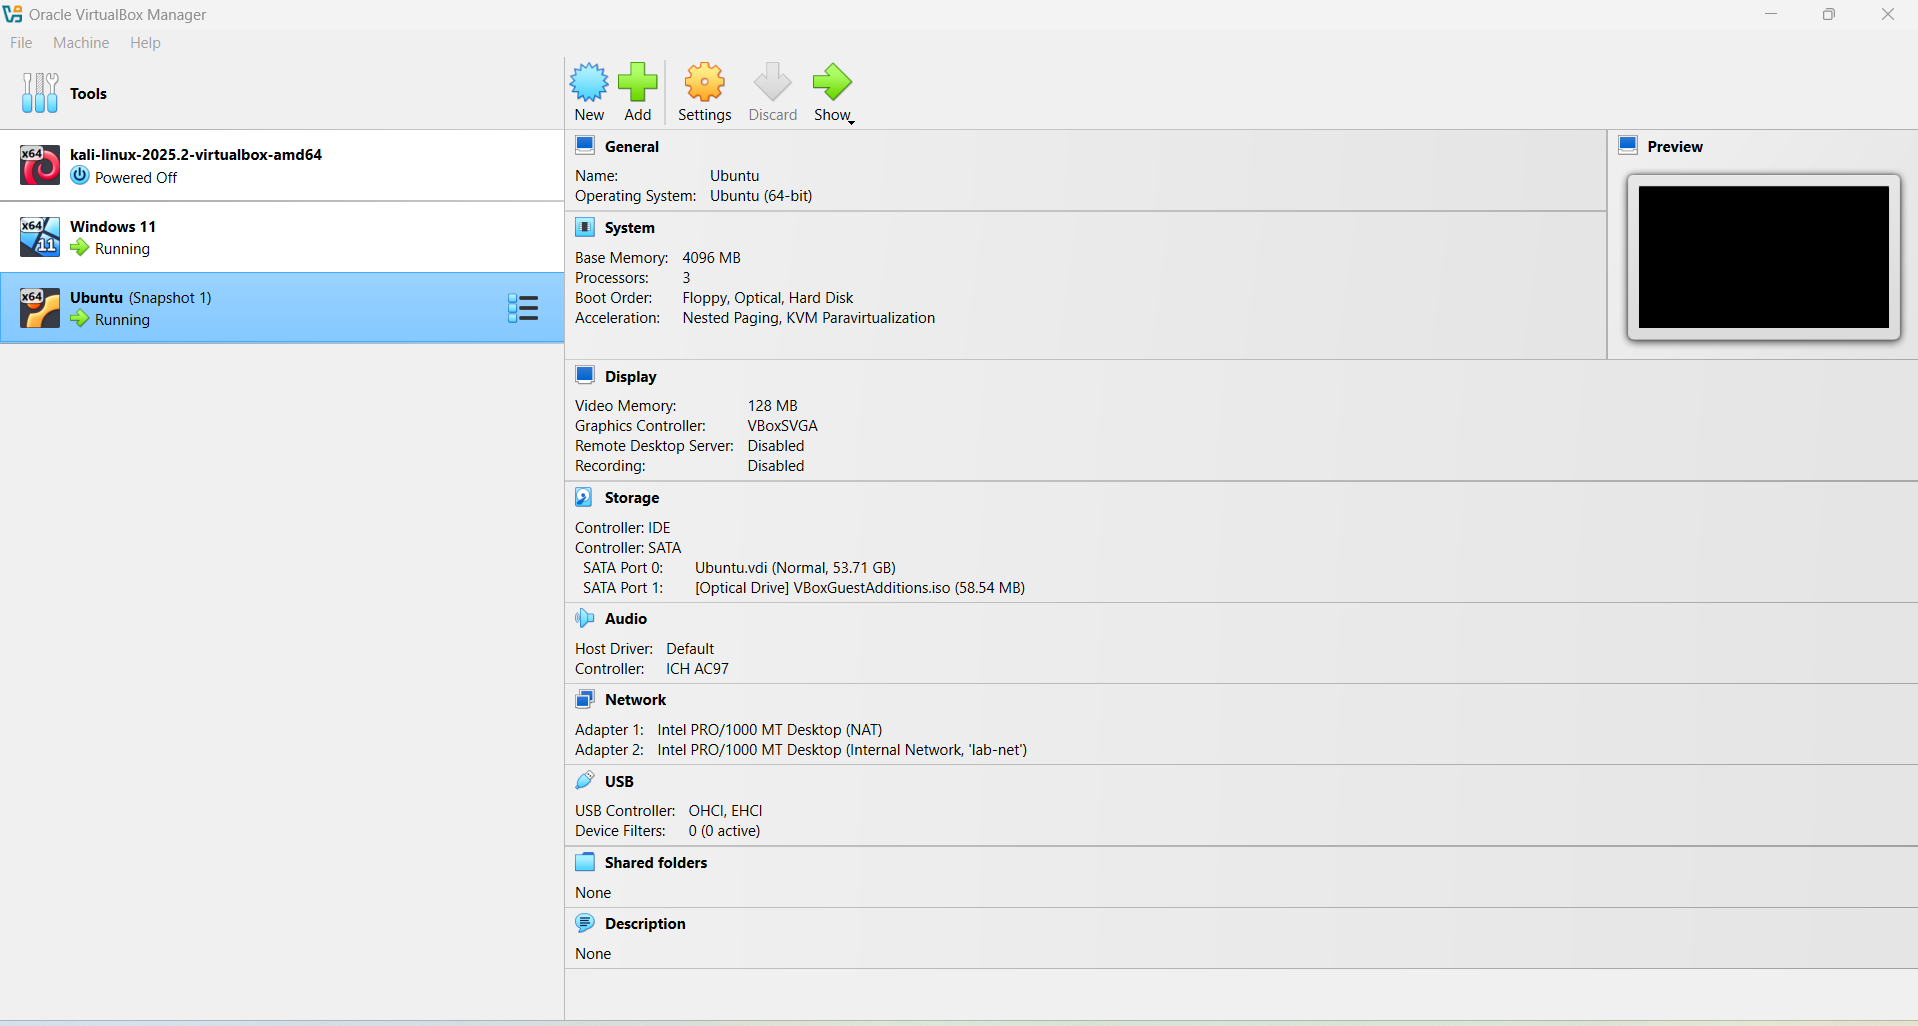 Oracle VirtualBox Manager
File Machine Help
Tools
New Add Settings Discard Show
x64 kali-linux-2025.2-virtualbox-amd64
Powered Off
x64 11 Windows 11
Running
x64 Ubuntu (Snapshot 1)
Running
General
Name: Ubuntu
Operating System: Ubuntu (64-bit)
Preview
System
Base Memory: 4096 MB
Processors: 3
Boot Order: Floppy, Optical, Hard Disk
Acceleration: Nested Paging, KVM Paravirtualization
Display
Video Memory: 128 MB
Graphics Controller: VBoxSVGA
Remote Desktop Server: Disabled
Recording: Disabled
Storage
Controller: IDE
Controller: SATA
SATA Port 0: Ubuntu.vdi (Normal, 53.71 GB)
SATA Port 1: [Optical Drive] VBoxGuestAdditions.iso (58.54 MB)
Audio
Host Driver: Default
Controller: ICH AC97
Network
Adapter 1: Intel PRO/1000 MT Desktop (NAT)
Adapter 2: Intel PRO/1000 MT Desktop (Internal Network, 'lab-net')
USB
USB Controller: OHCI, EHCI
Device Filters: 0 (0 active)
Shared folders
None
Description
None